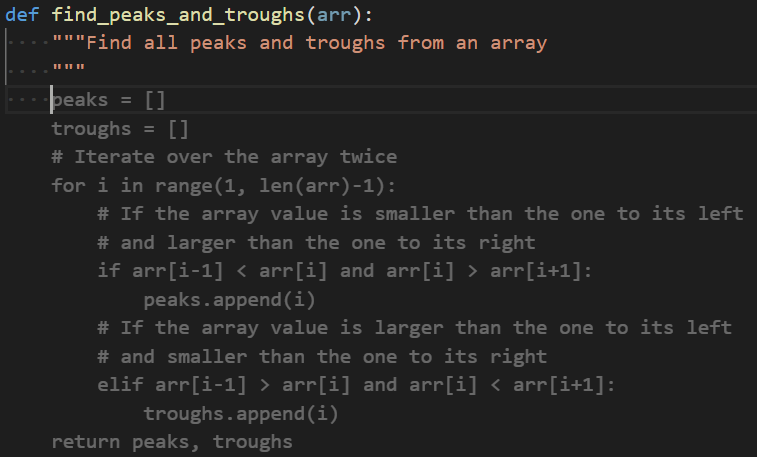 def find_peaks_and_troughs(arr):
    """Find all peaks and troughs from an array
    """
    peaks = []
    troughs = []
    # Iterate over the array twice
    for i in range(1, len(arr)-1):
        # If the array value is smaller than the one to its left
        # and larger than the one to its right
        if arr[i-1] < arr[i] and arr[i] > arr[i+1]:
            peaks.append(i)
        # If the array value is larger than the one to its left
        # and smaller than the one to its right
        elif arr[i-1] > arr[i] and arr[i] < arr[i+1]:
            troughs.append(i)
    return peaks, troughs